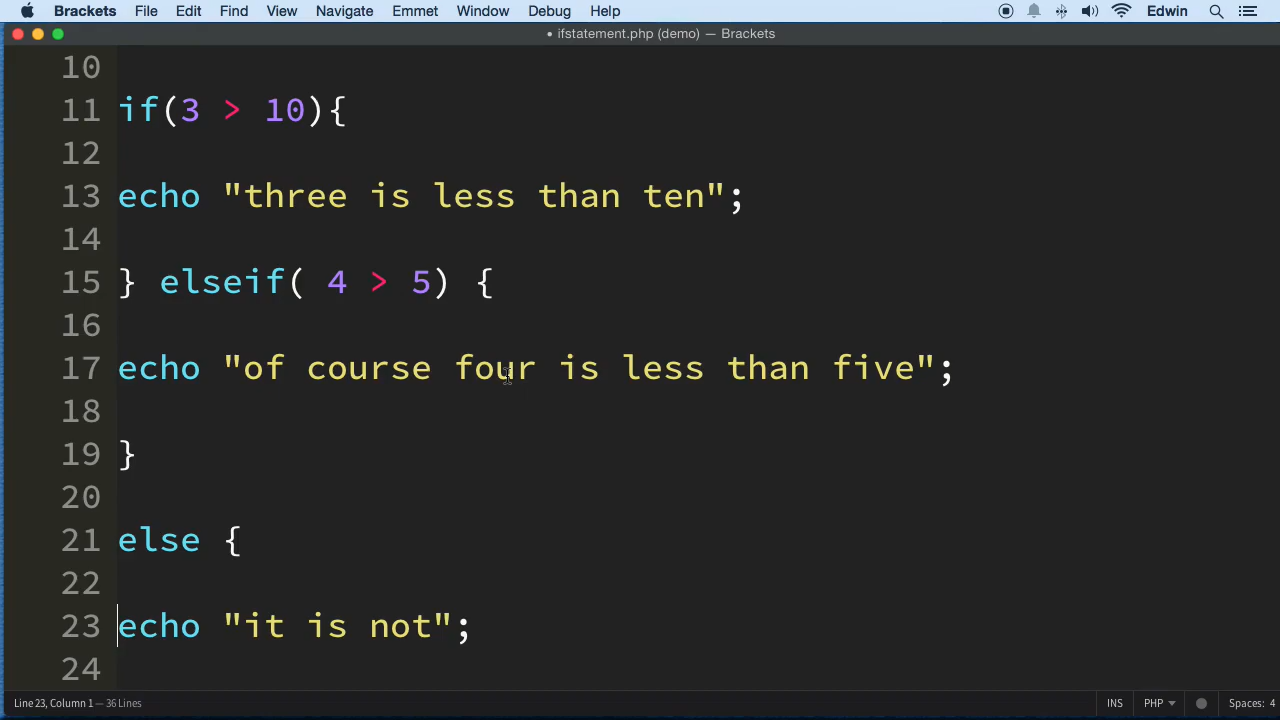 Brackets File Edit Find View Navigate Emmet Window Debug Help Edwin
• ifstatement.php (demo) — Brackets
10
11 if(3 > 10){
12
13 echo "three is less than ten";
14
15 } elseif( 4 > 5) {
16
17 echo "of course four is less than five";
18
19 }
20
21 else {
22
23 echo "it is not";
24
Line 23, Column 1 — 36 Lines INS PHP Spaces: 4